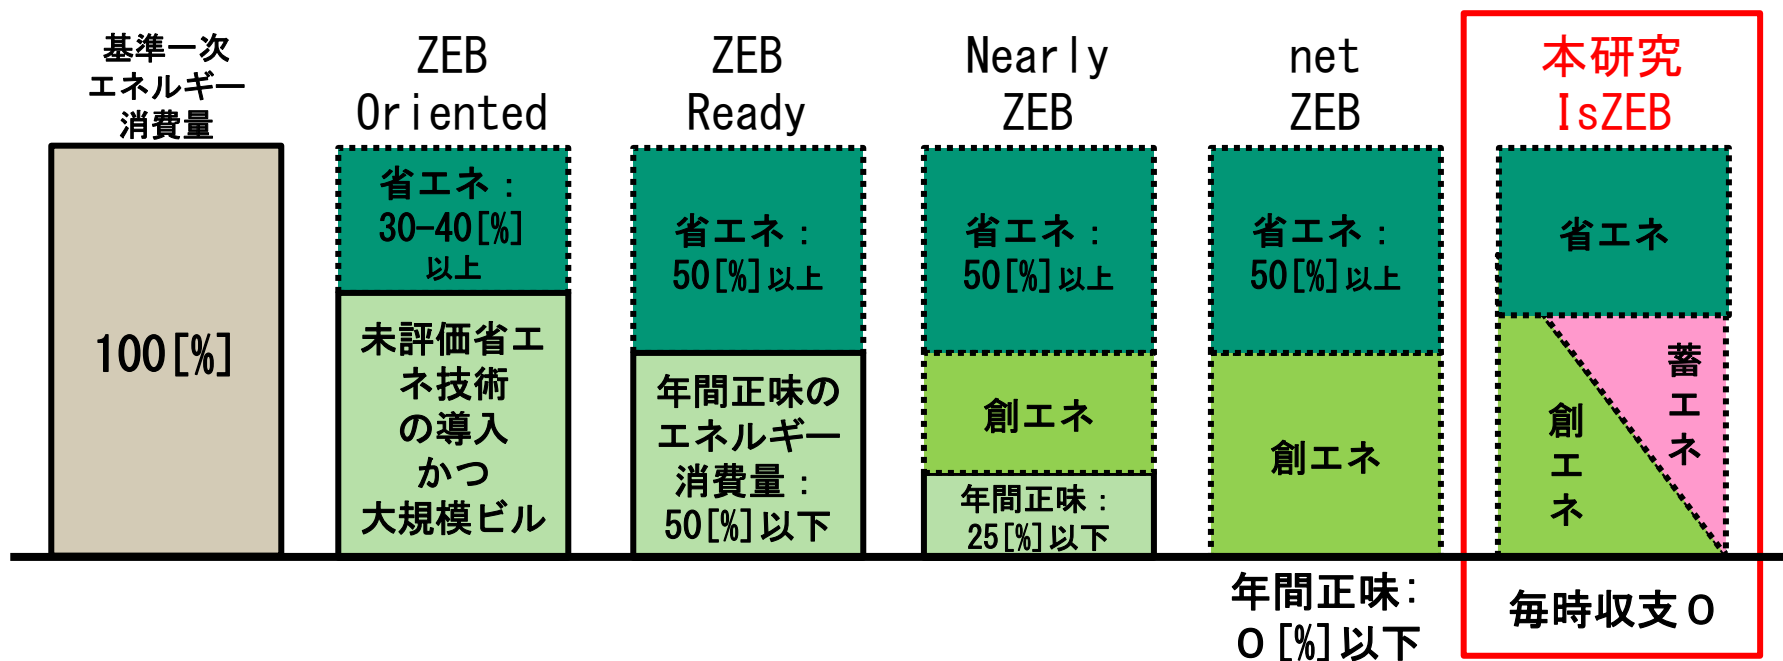 基準一次
エネルギー
消費量
100[%]
ZEB
Oriented
省エネ：
30-40[%]
以上
未評価省エ
ネ技術
の導入
かつ
大規模ビル
ZEB
Ready
省エネ：
50[%]以上
年間正味の
エネルギー
消費量：
50[%]以下
Nearly
ZEB
省エネ：
50[%]以上
創エネ
年間正味：
25[%]以下
net
ZEB
省エネ：
50[%]以上
創エネ
年間正味：
0[%]以下
本研究
IsZEB
省エネ
創エネ
蓄エネ
毎時収支0